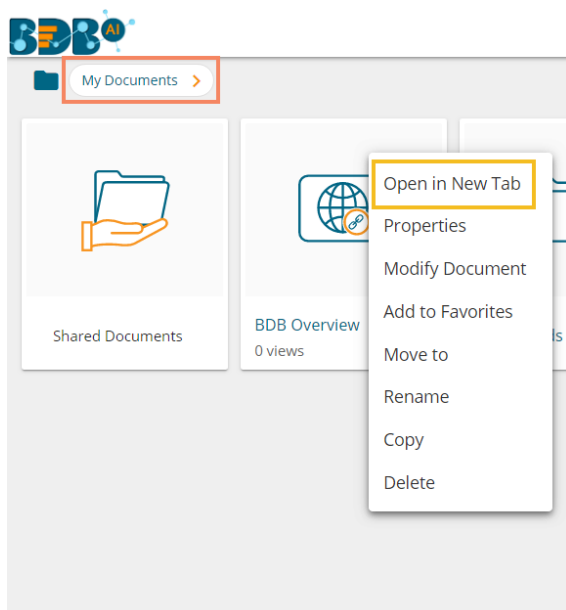 BDB AI
My Documents
Open in New Tab
Properties
Modify Document
Add to Favorites
Move to
Rename
Copy
Delete
Shared Documents
BDB Overview
0 views
ls